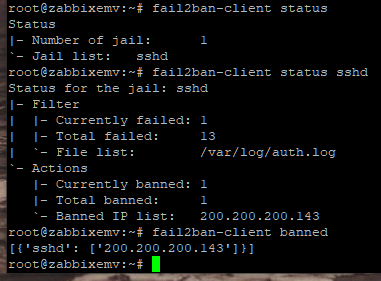 root@zabbixemv:~# fail2ban-client status
Status
|- Number of jail:      1
`- Jail list:   sshd
root@zabbixemv:~# fail2ban-client status sshd
Status for the jail: sshd
|- Filter
|  |- Currently failed: 1
|  |- Total failed:     13
|  `- File list:        /var/log/auth.log
`- Actions
   |- Currently banned: 1
   |- Total banned:     1
   `- Banned IP list:   200.200.200.143
root@zabbixemv:~# fail2ban-client banned
[{'sshd': ['200.200.200.143']}]
root@zabbixemv:~#